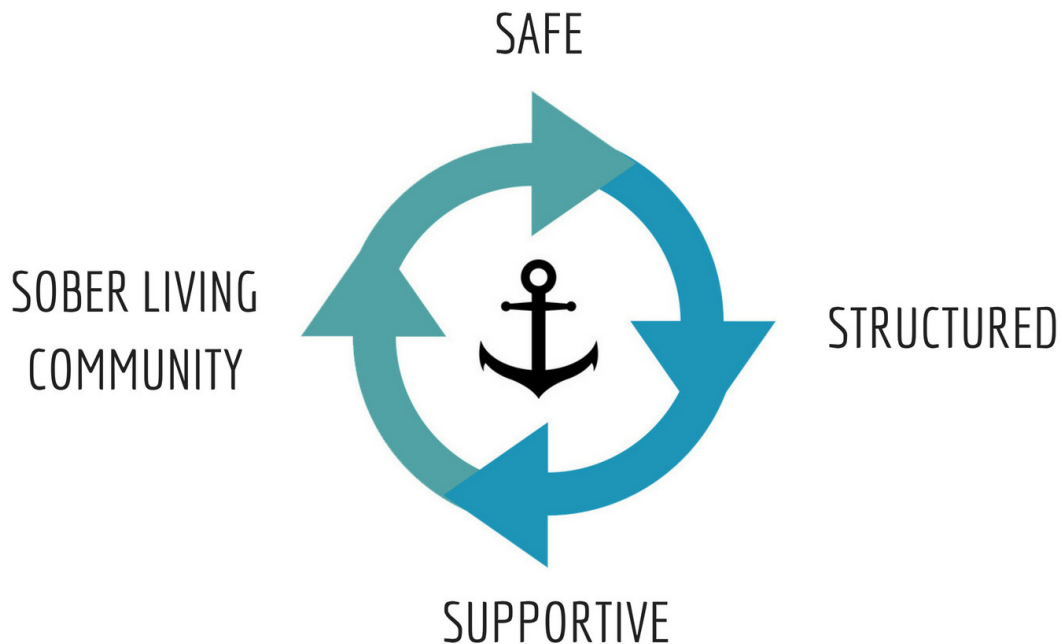 SAFE
SOBER LIVING
COMMUNITY
STRUCTURED
SUPPORTIVE